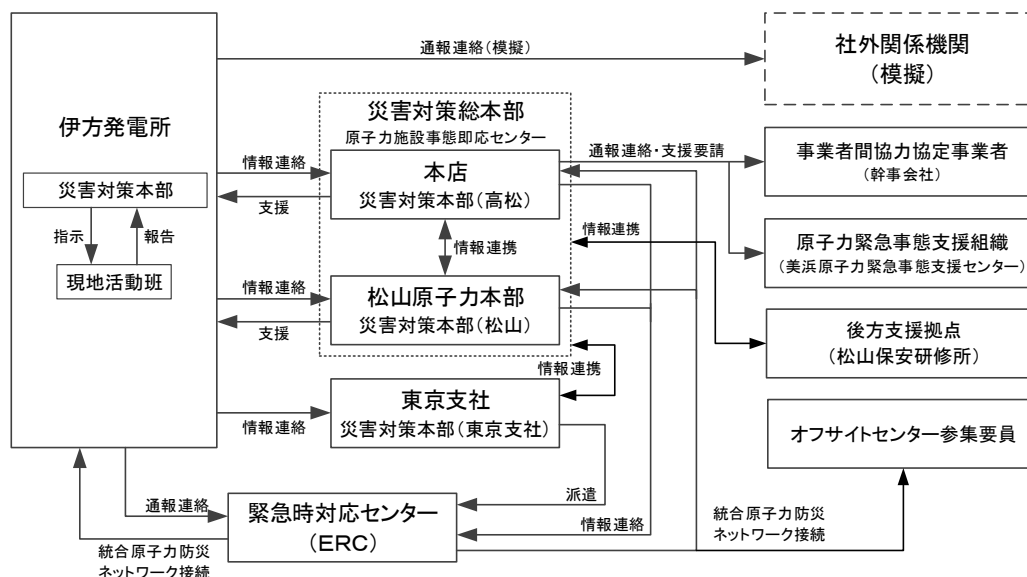 通報連絡(模擬)
社外関係機関
(模擬)
伊方発電所
災害対策本部
指示
報告
現地活動班
災害対策総本部
原子力施設事態即応センター
情報連絡
本店
災害対策本部(高松)
支援
通報連絡・支援要請
事業者間協力協定事業者
(幹事会社)
情報連携
情報連携
原子力緊急事態支援組織
(美浜原子力緊急事態支援センター)
情報連絡
松山原子力本部
災害対策本部(松山)
支援
後方支援拠点
(松山保安研修所)
情報連携
東京支社
災害対策本部(東京支社)
情報連絡
オフサイトセンター参集要員
通報連絡
緊急時対応センター
(ERC)
派遣
情報連絡
統合原子力防災
ネットワーク接続
統合原子力防災
ネットワーク接続